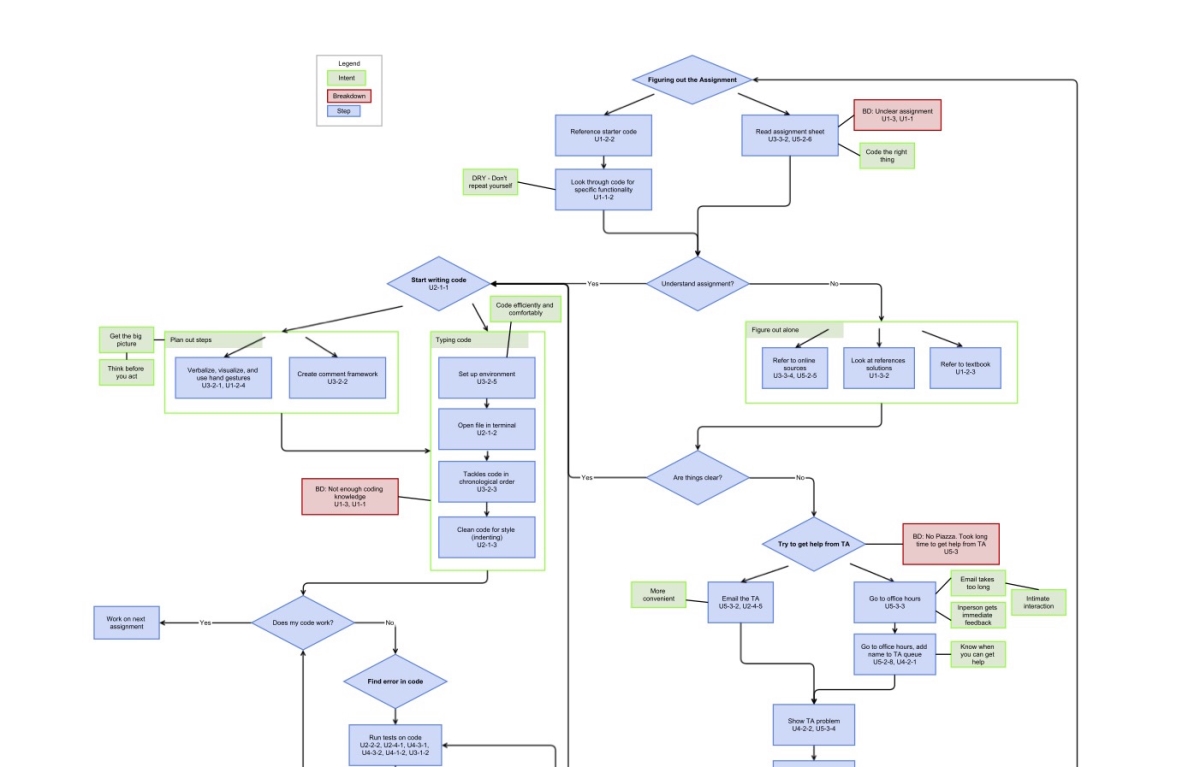 Legend
Intent
Breakdown
Step
Figuring out the Assignment
Reference starter code
U1-2-2
Read assignment sheet
U3-3-2, U5-2-6
BD: Unclear assignment
U1-3, U1-1
Code the right
thing
DRY - Don't
repeat yourself
Look through code for
specific functionality
U1-1-2
Start writing code
U2-1-1
Yes
Understand assignment?
No
Code efficiently and
comfortably
Get the big
picture
Think before
you act
Plan out steps
Verbalize, visualize, and
use hand gestures
U3-2-1, U1-2-4
Create comment framework
U3-2-2
Typing code
Set up environment
U3-2-5
Open file in terminal
U2-1-2
Tackles code in
chronological order
U3-2-3
Clean code for style
(indenting)
U2-1-3
Figure out alone
Refer to online
sources
U3-3-4, U5-2-5
Look at references
solutions
U1-3-2
Refer to textbook
U1-2-3
BD: Not enough coding
knowledge
U1-3, U1-1
Yes
Are things clear?
No
Try to get help from TA
BD: No Piazza. Took long
time to get help from TA
U5-3
More
convenient
Email the TA
U5-3-2, U2-4-5
Go to office hours
U5-3-3
Email takes
too long
Inperson gets
immediate
feedback
Intimate
interaction
Go to office hours, add
name to TA queue
U5-2-8, U4-2-1
Know when
you can get
help
Work on next
assignment
Yes
Does my code work?
No
Find error in code
Run tests on code
U2-2-2, U2-4-1, U4-3-1,
U4-3-2, U4-1-2, U3-1-2
Show TA problem
U4-2-2, U5-3-4